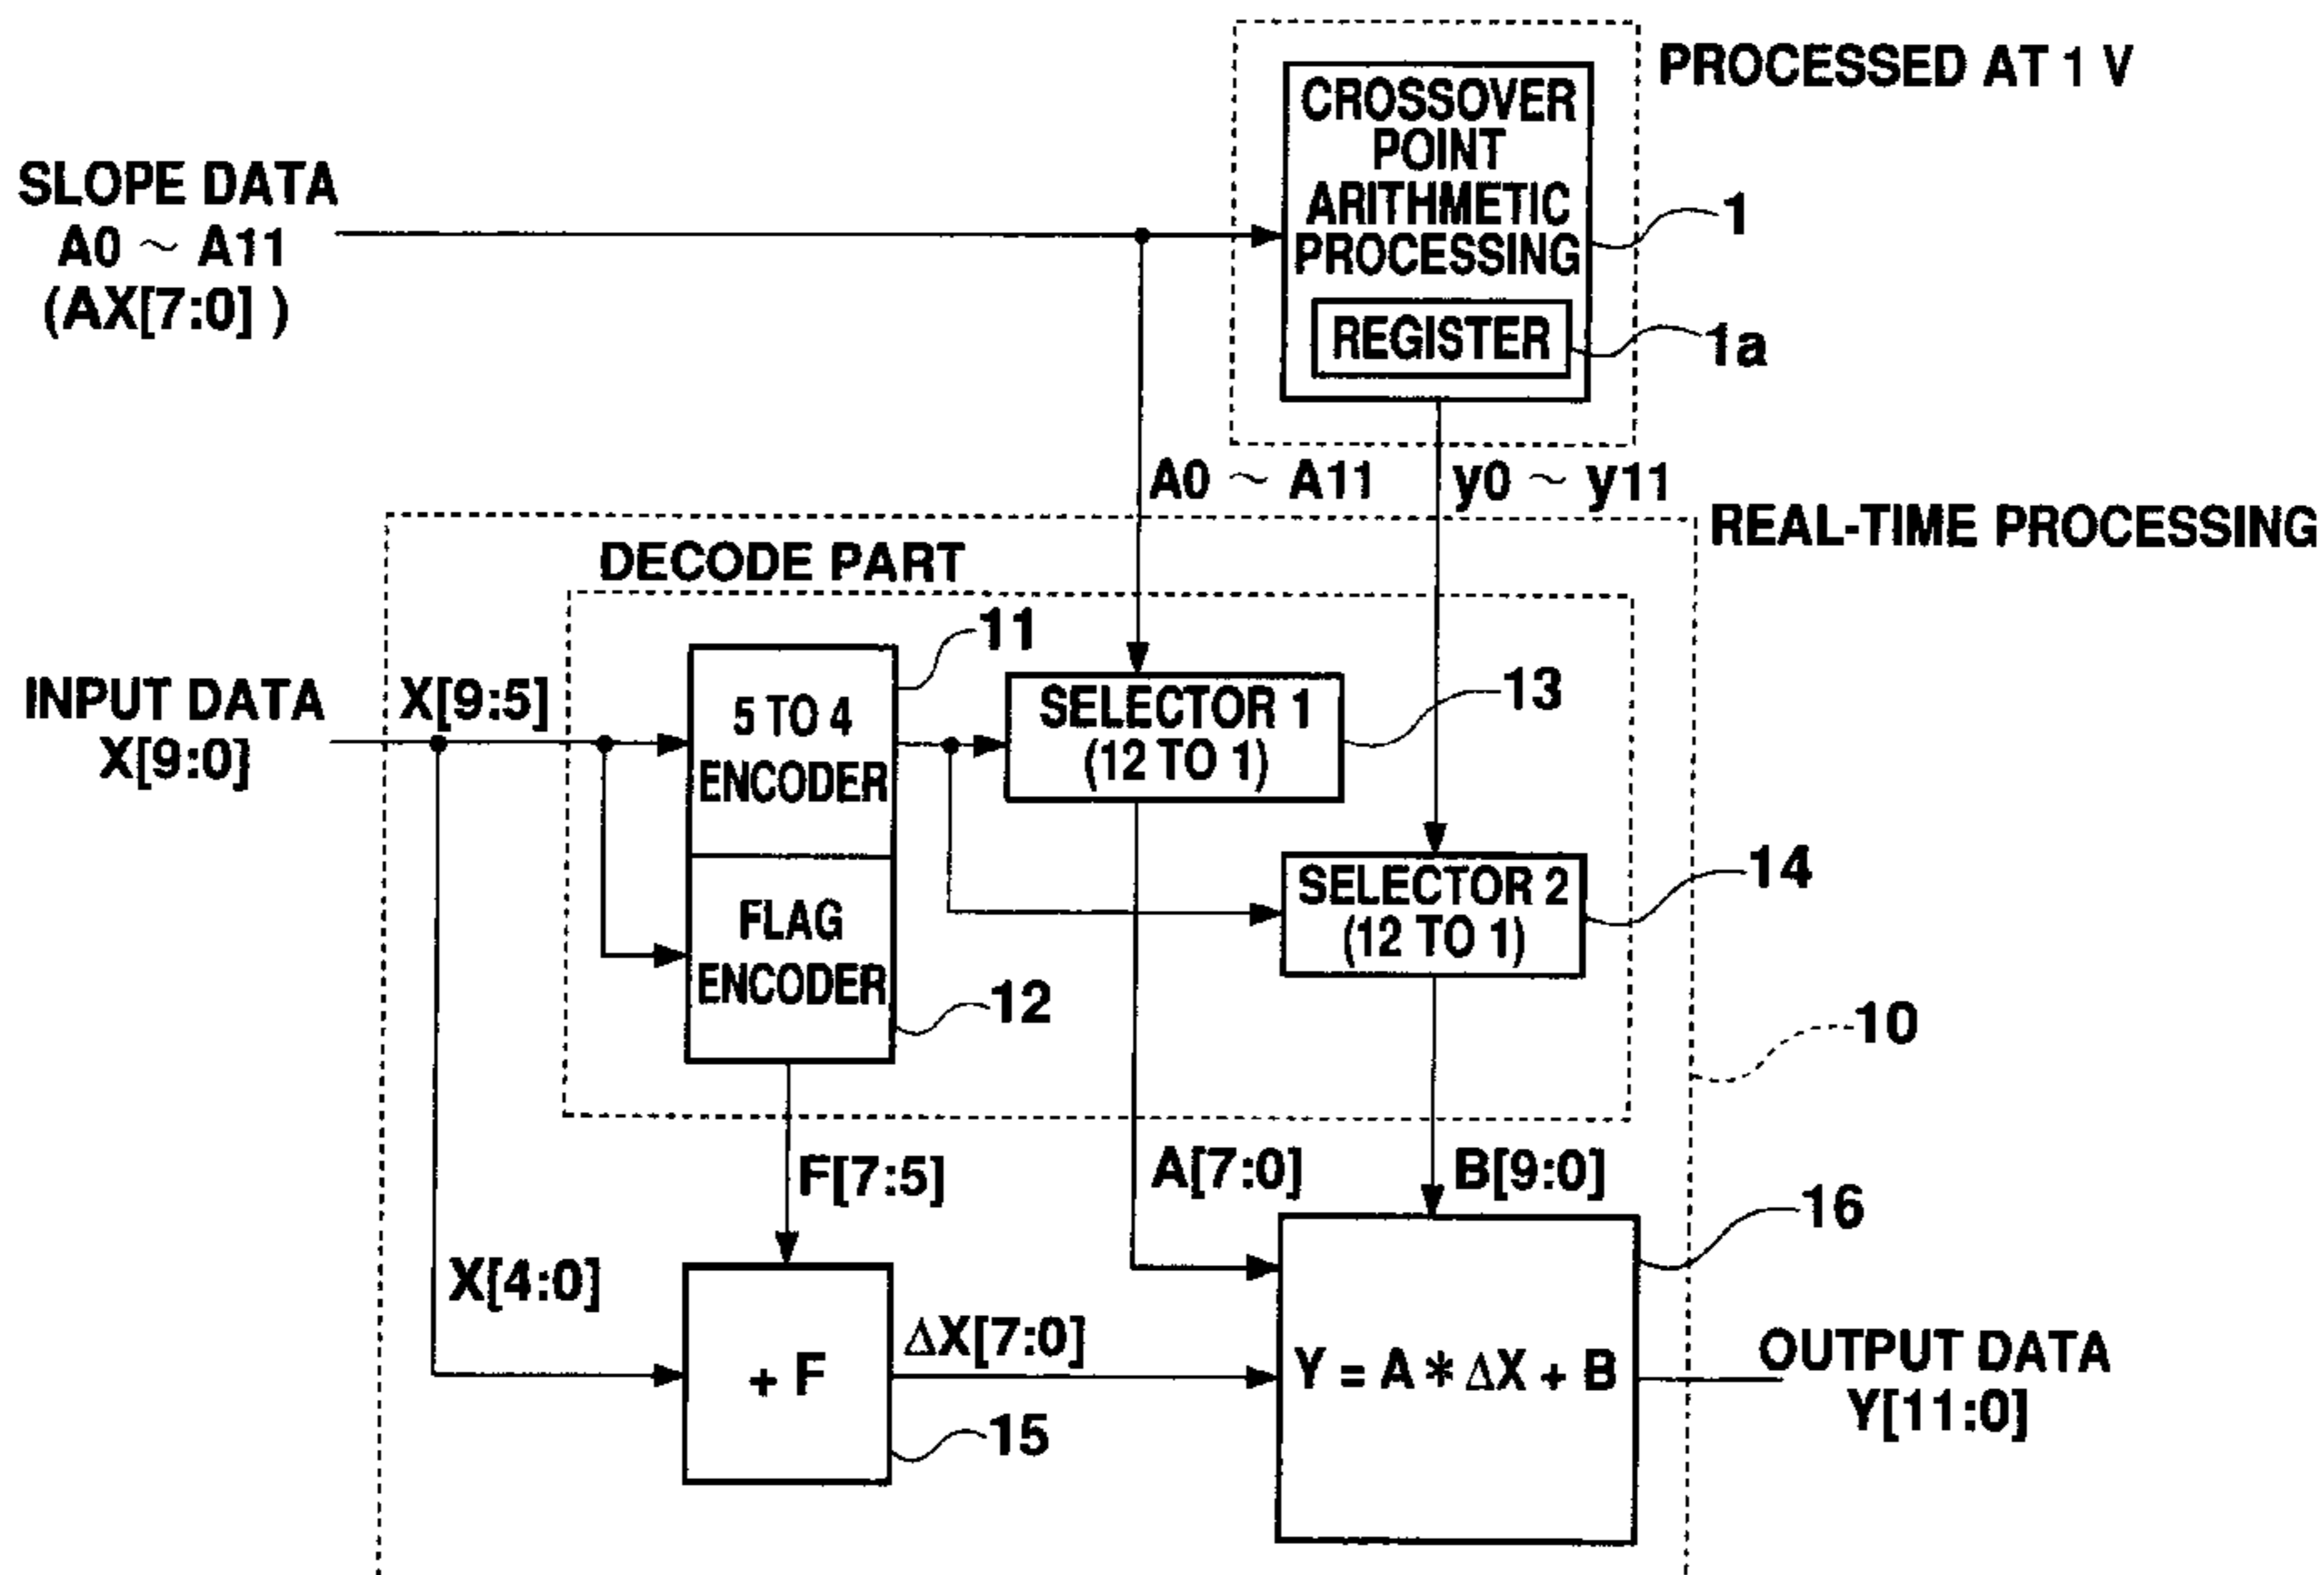 PROCESSED AT 1 V
CROSSOVER
POINT
ARITHMETIC
PROCESSING
1
REGISTER
1a
SLOPE DATA
A0 ~ A11
(AX[7:0] )
A0 ~ A11
y0 ~ y11
REAL-TIME PROCESSING
DECODE PART
11
INPUT DATA
X[9:0]
X[9:5]
5 TO 4
ENCODER
SELECTOR 1
(12 TO 1)
13
FLAG
ENCODER
12
SELECTOR 2
(12 TO 1)
14
10
F[7:5]
A[7:0]
B[9:0]
16
X[4:0]
+ F
15
ΔX[7:0]
Y = A * ΔX + B
OUTPUT DATA
Y[11:0]